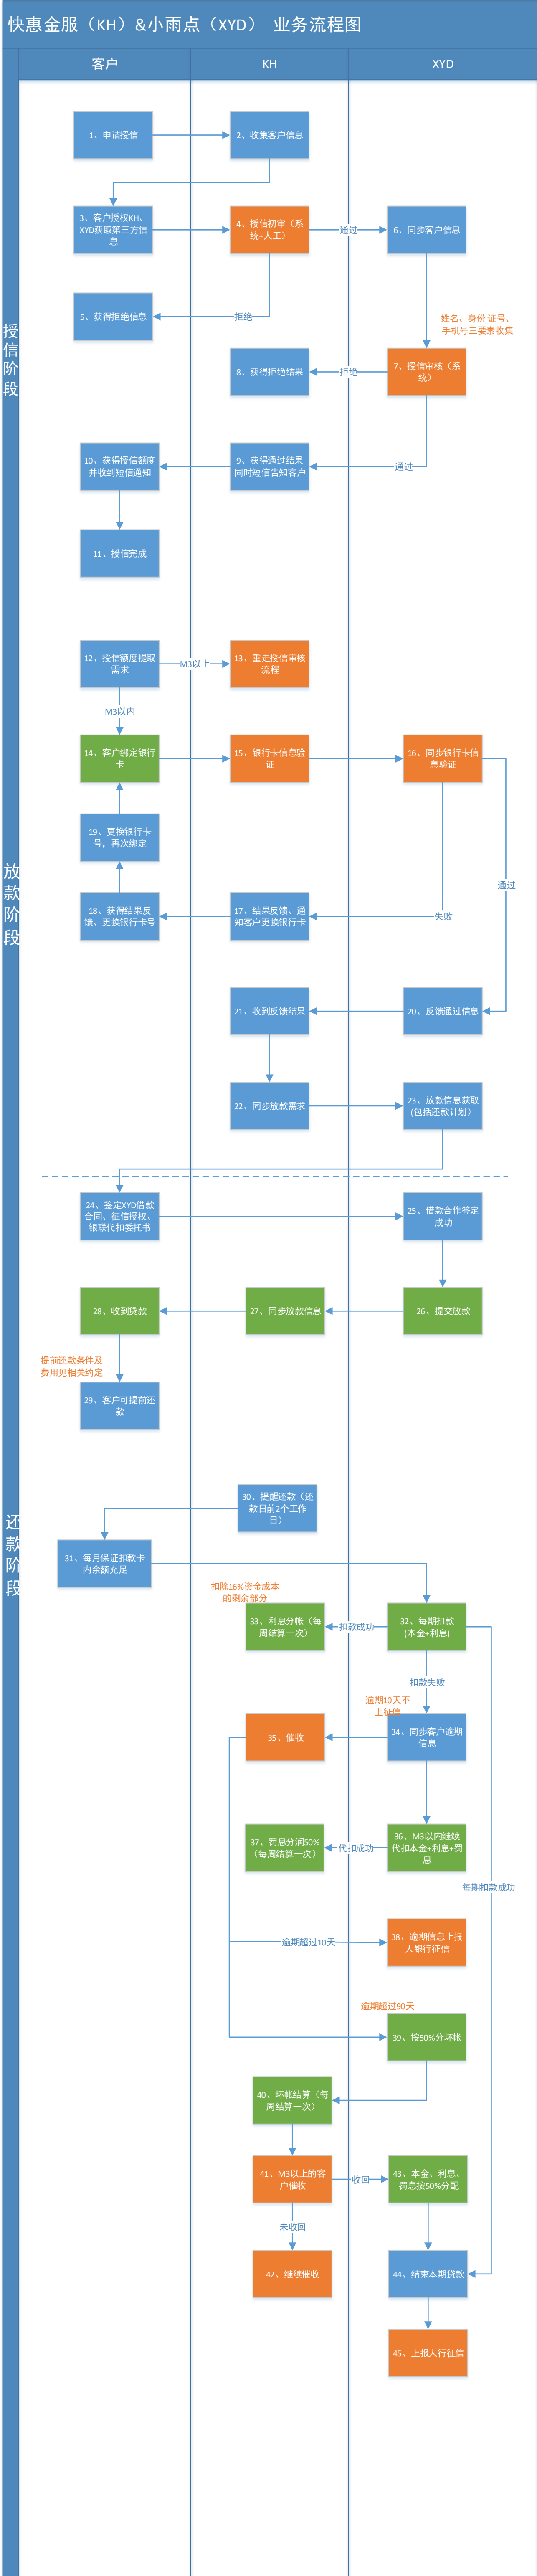 快惠金服（KH）&小雨点（XYD） 业务流程图
客户
KH
XYD
授信阶段
1、申请授信
2、收集客户信息
3、客户授权KH、
XYD获取第三方信
息
4、授信初审（系
统+人工）
通过
6、同步客户信息
5、获得拒绝信息
拒绝
姓名、身份证号、
手机号三要素收集
8、获得拒绝结果
拒绝
7、授信审核（系
统）
10、获得授信额度
并收到短信通知
9、获得通过结果
同时短信告知客户
通过
11、授信完成
放款阶段
12、授信额度提取
需求
M3以上
13、重走授信审核
流程
M3以内
14、客户绑定银行
卡
15、银行卡信息验
证
16、同步银行卡信
息验证
19、更换银行卡
号，再次绑定
通过
18、获得结果反
馈、更换银行卡号
17、结果反馈、通
知客户更换银行卡
失败
21、收到反馈结果
20、反馈通过信息
22、同步放款需求
23、放款信息获取
（包括还款计划）
24、签定XYD借款
合同、征信授权、
银联代扣委托书
25、借款合作签定
成功
28、收到贷款
27、同步放款信息
26、提交放款
提前还款条件及
费用见相关约定
29、客户可提前还
款
还款阶段
30、提醒还款（还
款日前2个工作
日）
31、每月保证扣款卡
内余额充足
扣除16%资金成本
的剩余部分
33、利息分帐（每
周结算一次）
扣款成功
32、每期扣款
（本金+利息）
扣款失败
逾期10天不
上征信
35、催收
34、同步客户逾期
信息
37、罚息分润50%
（每周结算一次）
代扣成功
36、M3以内继续
代扣本金+利息+罚
息
每期扣款成功
逾期超过10天
38、逾期信息上报
人银行征信
逾期超过90天
39、按50%分坏帐
40、坏帐结算（每
周结算一次）
41、M3以上的客
户催收
收回
43、本金、利息、
罚息按50%分配
未收回
42、继续催收
44、结束本期贷款
45、上报人行征信